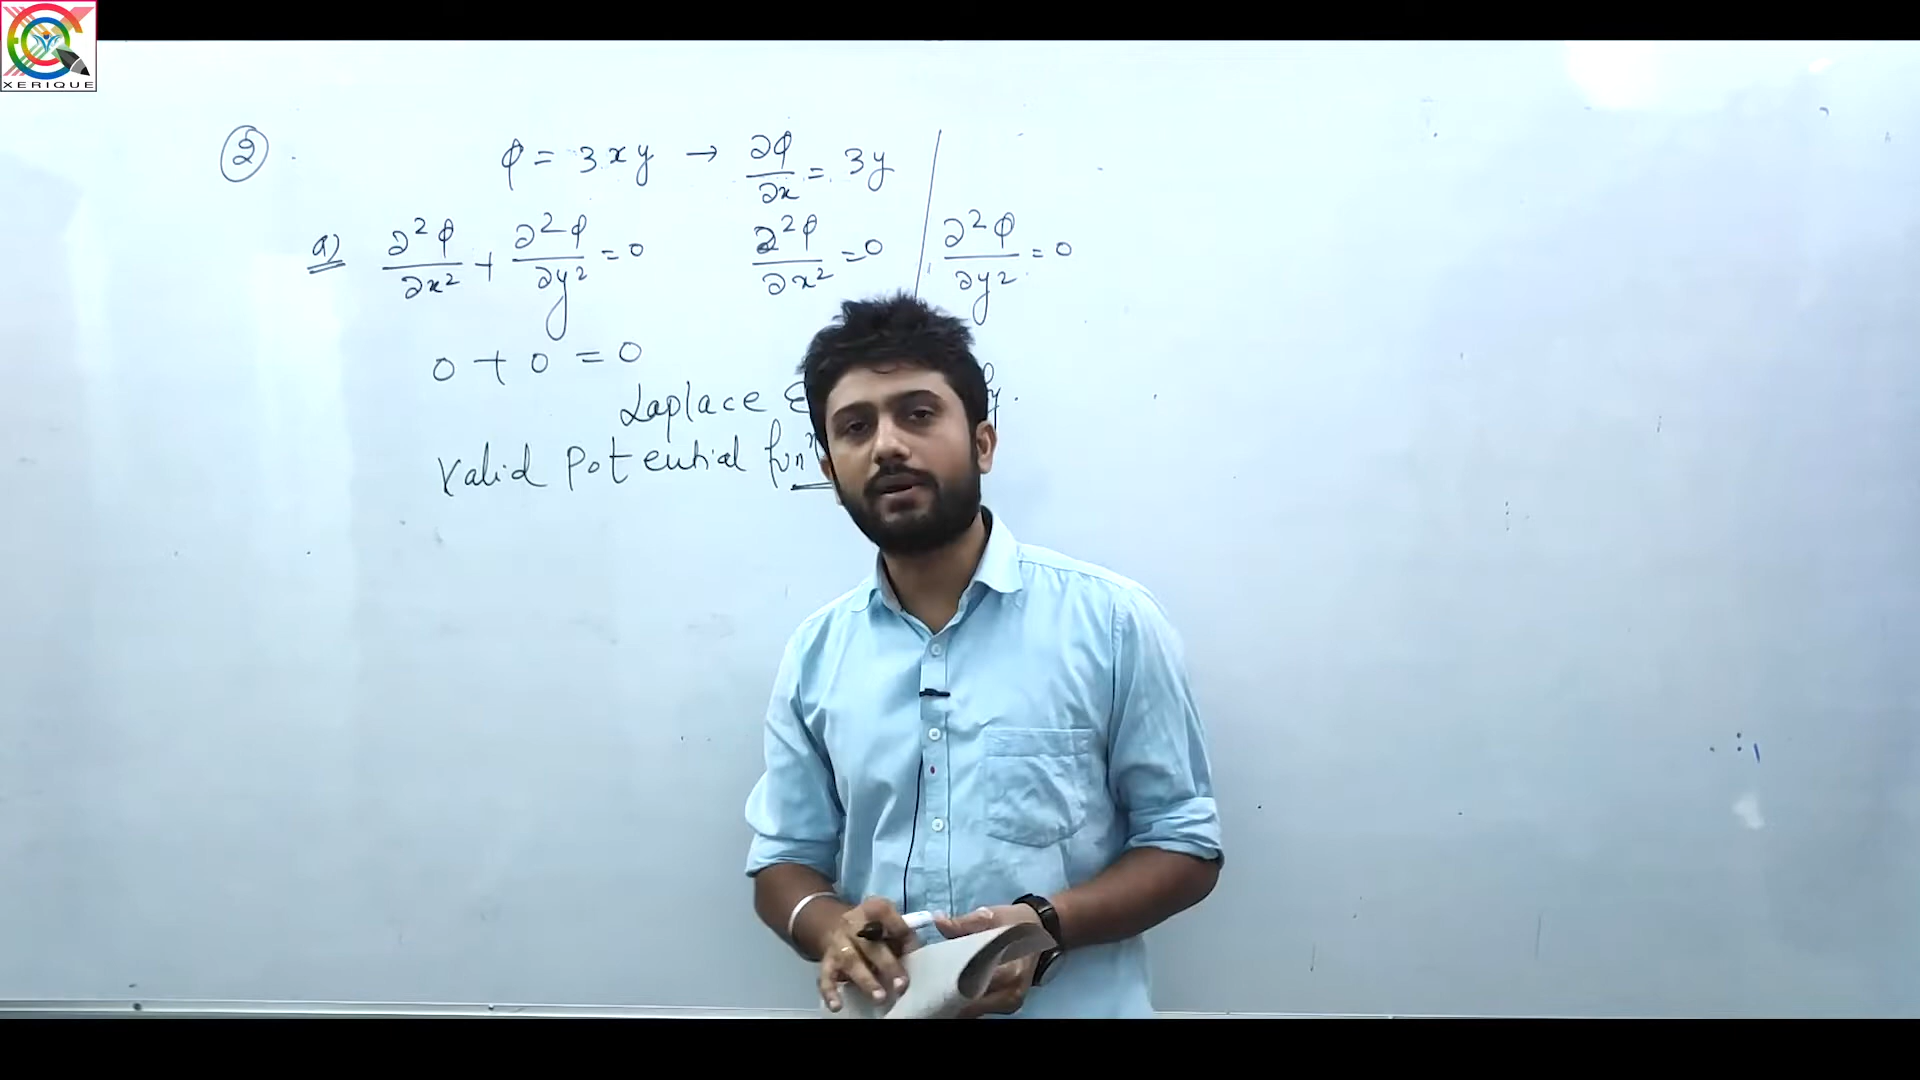 XERIQUE
② φ = 3xy → ∂φ/∂x = 3y
a) ∂²φ/∂x² + ∂²φ/∂y² = 0 ∂²φ/∂x² = 0 / ∂²φ/∂y² = 0
0 + 0 = 0
Laplace
Valid Potential funⁿ